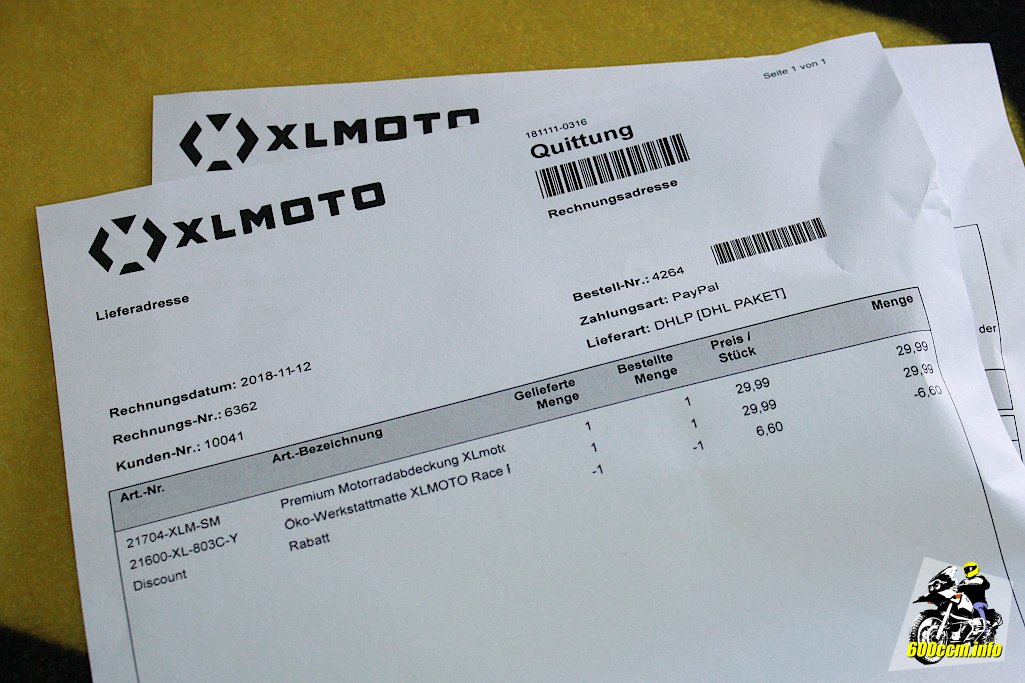 XLMOTO
Seite 1 von 1
181111-0316
Quittung
Rechnungsadresse
XLMOTO
Lieferadresse
Bestell-Nr.: 4264
Zahlungsart: PayPal
Lieferart: DHLP [DHL PAKET]
Rechnungsdatum: 2018-11-12
Rechnungs-Nr.: 6362
Kunden-Nr.: 10041
Art.-Nr. Art.-Bezeichnung Gelieferte Menge Bestellte Menge Preis / Stück Menge
21704-XLM-SM Premium Motorradabdeckung XLmoto 1 1 29,99 29,99
21600-XL-803C-Y Öko-Werkstattmatte XLMOTO Race 1 1 29,99 29,99
Discount Rabatt -1 -1 6,60 -6,60
der
600ccm.info